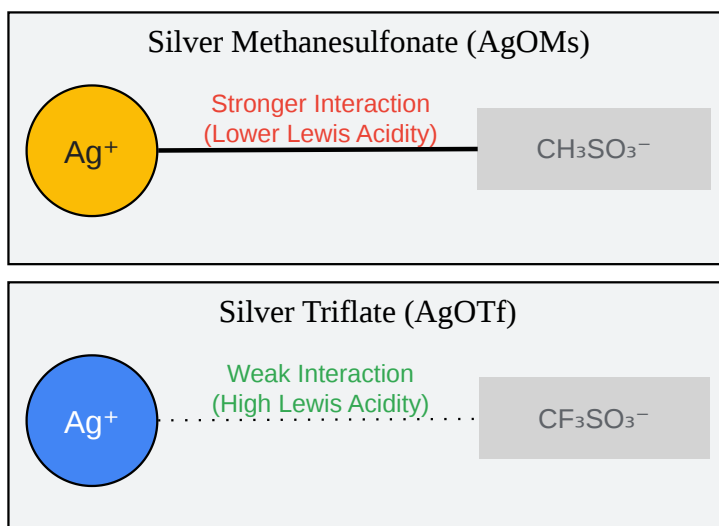 Silver Methanesulfonate (AgOMs)
Stronger Interaction
(Lower Lewis Acidity)
Ag⁺
CH₃SO₃⁻
Silver Triflate (AgOTf)
Weak Interaction
(High Lewis Acidity)
Ag⁺
CF₃SO₃⁻